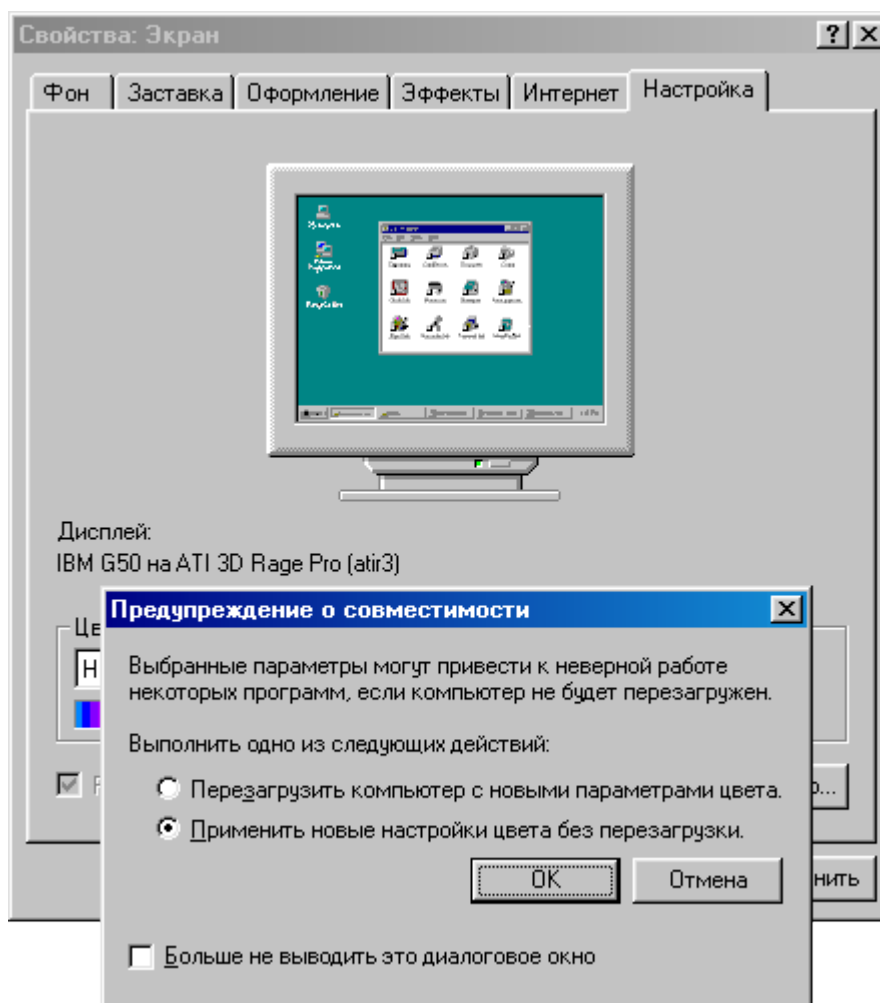 Свойства: Экран
Фон Заставка Оформление Эффекты Интернет Настройка
Дисплей:
IBM G50 на ATI 3D Rage Pro (atir3)
Предупреждение о совместимости
Выбранные параметры могут привести к неверной работе
некоторых программ, если компьютер не будет перезагружен.
Выполнить одно из следующих действий:
Перезагрузить компьютер с новыми параметрами цвета.
Применить новые настройки цвета без перезагрузки.
OK Отмена
Больше не выводить это диалоговое окно